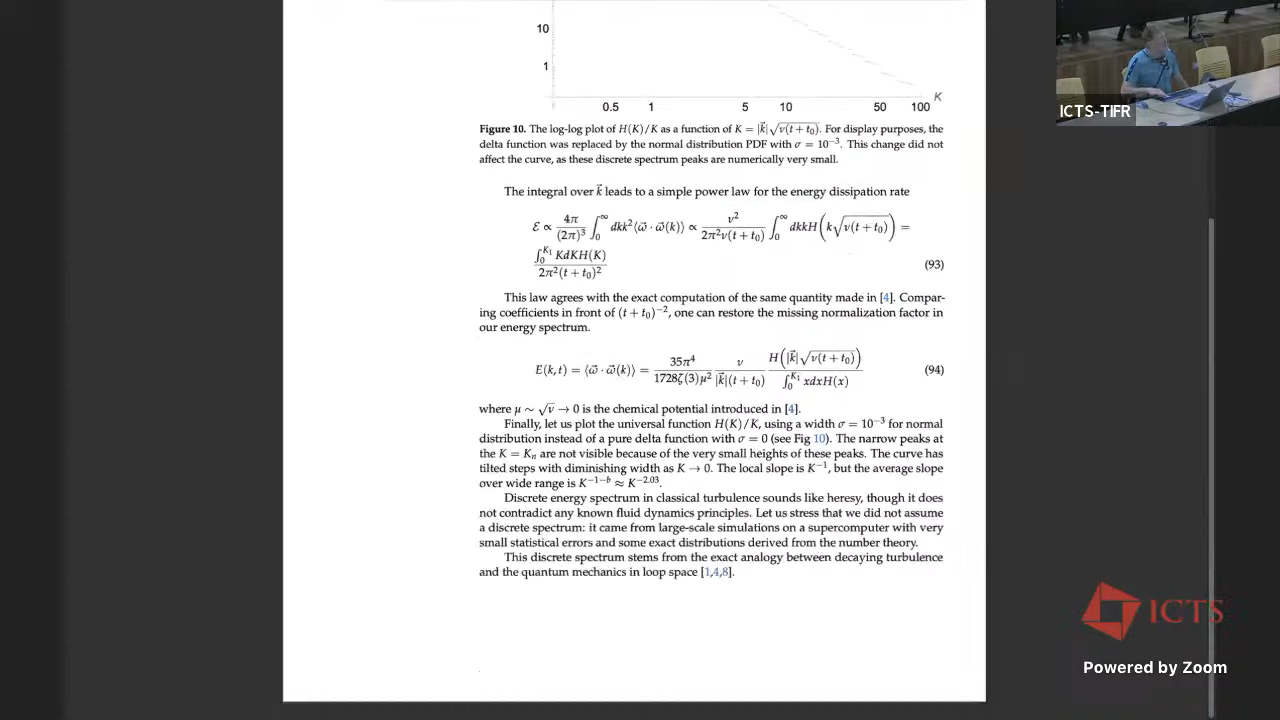 10
1
0.5 1 5 10 50 100 K
Figure 10. The log-log plot of H(K)/K as a function of K = |k⃗|√ν(t + t₀). For display purposes, the
delta function was replaced by the normal distribution PDF with σ = 10⁻³. This change did not
affect the curve, as these discrete spectrum peaks are numerically very small.
The integral over k⃗ leads to a simple power law for the energy dissipation rate
ℰ ∝ 4π/(2π)³ ∫₀^∞ dkk²⟨ω⃗ · ω⃗(k)⟩ ∝ ν²/2π²ν(t + t₀) ∫₀^∞ dkkH(k√ν(t + t₀)) =
∫₀^K₁ KdKH(K)/2π²(t + t₀)² (93)
This law agrees with the exact computation of the same quantity made in [4]. Compar-
ing coefficients in front of (t + t₀)⁻², one can restore the missing normalization factor in
our energy spectrum.
E(k, t) = ⟨ω⃗ · ω⃗(k)⟩ = 35π⁴/1728ζ(3)μ² ν/|k⃗|(t + t₀) H(|k⃗|√ν(t + t₀))/∫₀^K₁ xdxH(x) (94)
where μ ∼ √ν → 0 is the chemical potential introduced in [4].
Finally, let us plot the universal function H(K)/K, using a width σ = 10⁻³ for normal
distribution instead of a pure delta function with σ = 0 (see Fig 10). The narrow peaks at
the K = Kₙ are not visible because of the very small heights of these peaks. The curve has
tilted steps with diminishing width as K → 0. The local slope is K⁻¹, but the average slope
over wide range is K⁻¹⁻ᵇ ≈ K⁻²·⁰³.
Discrete energy spectrum in classical turbulence sounds like heresy, though it does
not contradict any known fluid dynamics principles. Let us stress that we did not assume
a discrete spectrum: it came from large-scale simulations on a supercomputer with very
small statistical errors and some exact distributions derived from the number theory.
This discrete spectrum stems from the exact analogy between decaying turbulence
and the quantum mechanics in loop space [1,4,8].
ICTS-TIFR
ICTS
Powered by Zoom